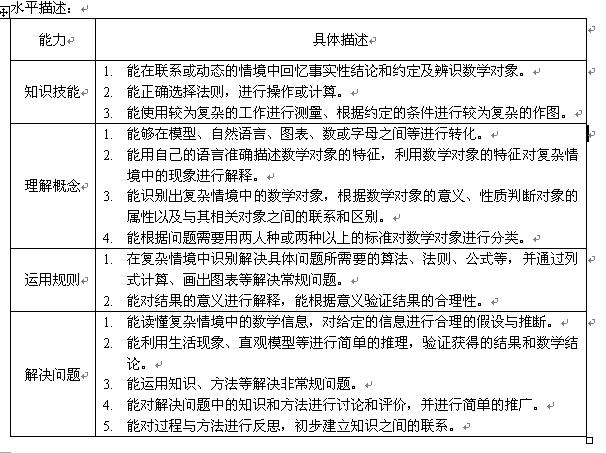 水平描述：
能力
具体描述
知识技能
1. 能在联系或动态的情境中回忆事实性结论和约定及辨识数学对象。
2. 能正确选择法则，进行操作或计算。
3. 能使用较为复杂的工作进行测量、根据约定的条件进行较为复杂的作图。
理解概念
1. 能够在模型、自然语言、图表、数或字母之间等进行转化。
2. 能用自己的语言准确描述数学对象的特征，利用数学对象的特征对复杂情
境中的现象进行解释。
3. 能识别出复杂情境中的数学对象，根据数学对象的意义、性质判断对象的
属性以及与其相关对象之间的联系和区别。
4. 能根据问题需要用两人种或两种以上的标准对数学对象进行分类。
运用规则
1. 在复杂情境中识别解决具体问题所需要的算法、法则、公式等，并通过列
式计算、画出图表等解决常规问题。
2. 能对结果的意义进行解释，能根据意义验证结果的合理性。
解决问题
1. 能读懂复杂情境中的数学信息，对给定的信息进行合理的假设与推断。
2. 能利用生活现象、直观模型等进行简单的推理，验证获得的结果和数学结
论。
3. 能运用知识、方法等解决非常规问题。
4. 能对解决问题中的知识和方法进行讨论和评价，并进行简单的推广。
5. 能对过程与方法进行反思，初步建立知识之间的联系。